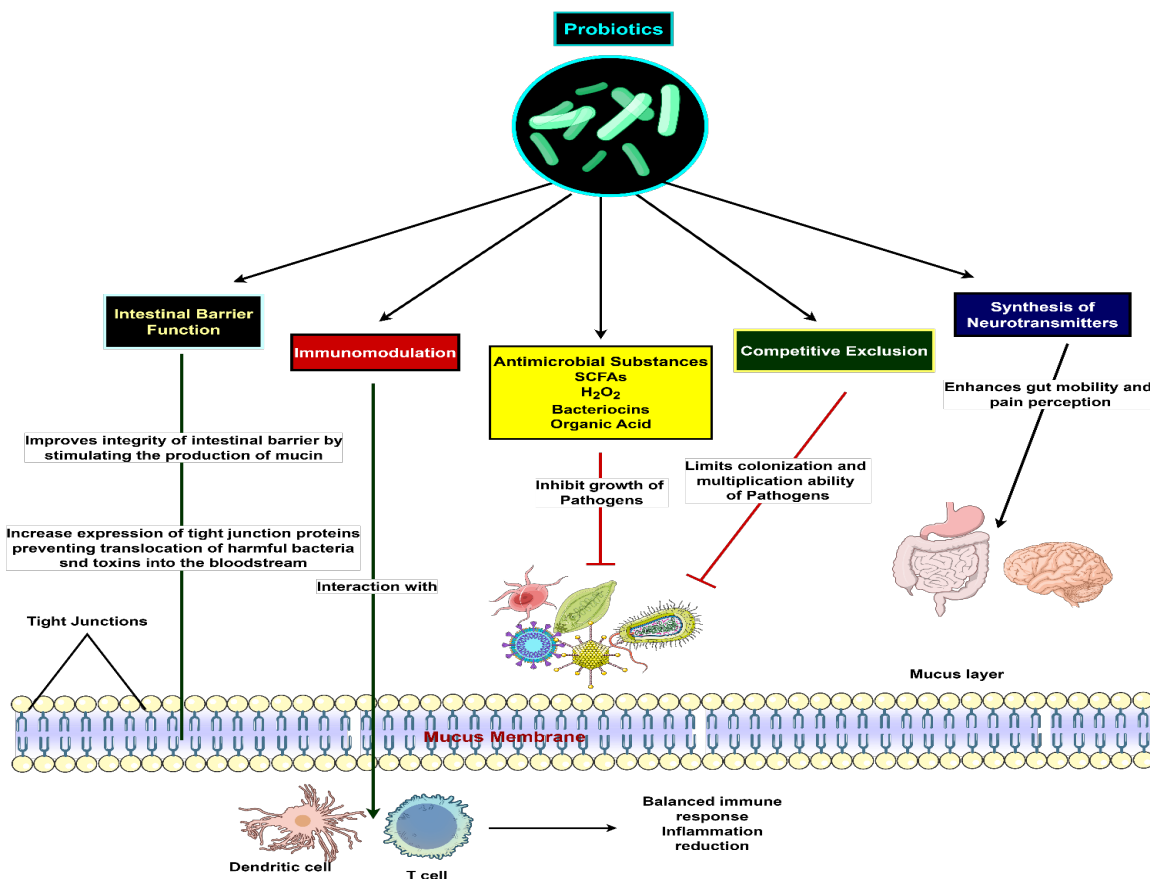 Probiotics
Intestinal Barrier
Function
Immunomodulation
Antimicrobial Substances
SCFAs
H₂O₂
Bacteriocins
Organic Acid
Competitive Exclusion
Synthesis of
Neurotransmitters
Improves integrity of intestinal barrier by
stimulating the production of mucin
Increase expression of tight junction proteins
preventing translocation of harmful bacteria
snd toxins into the bloodstream
Interaction with
Inhibit growth of
Pathogens
Limits colonization and
multiplication ability
of Pathogens
Enhances gut mobility and
pain perception
Tight Junctions
Mucus layer
Mucus Membrane
Dendritic cell
T cell
Balanced immune
response
Inflammation
reduction